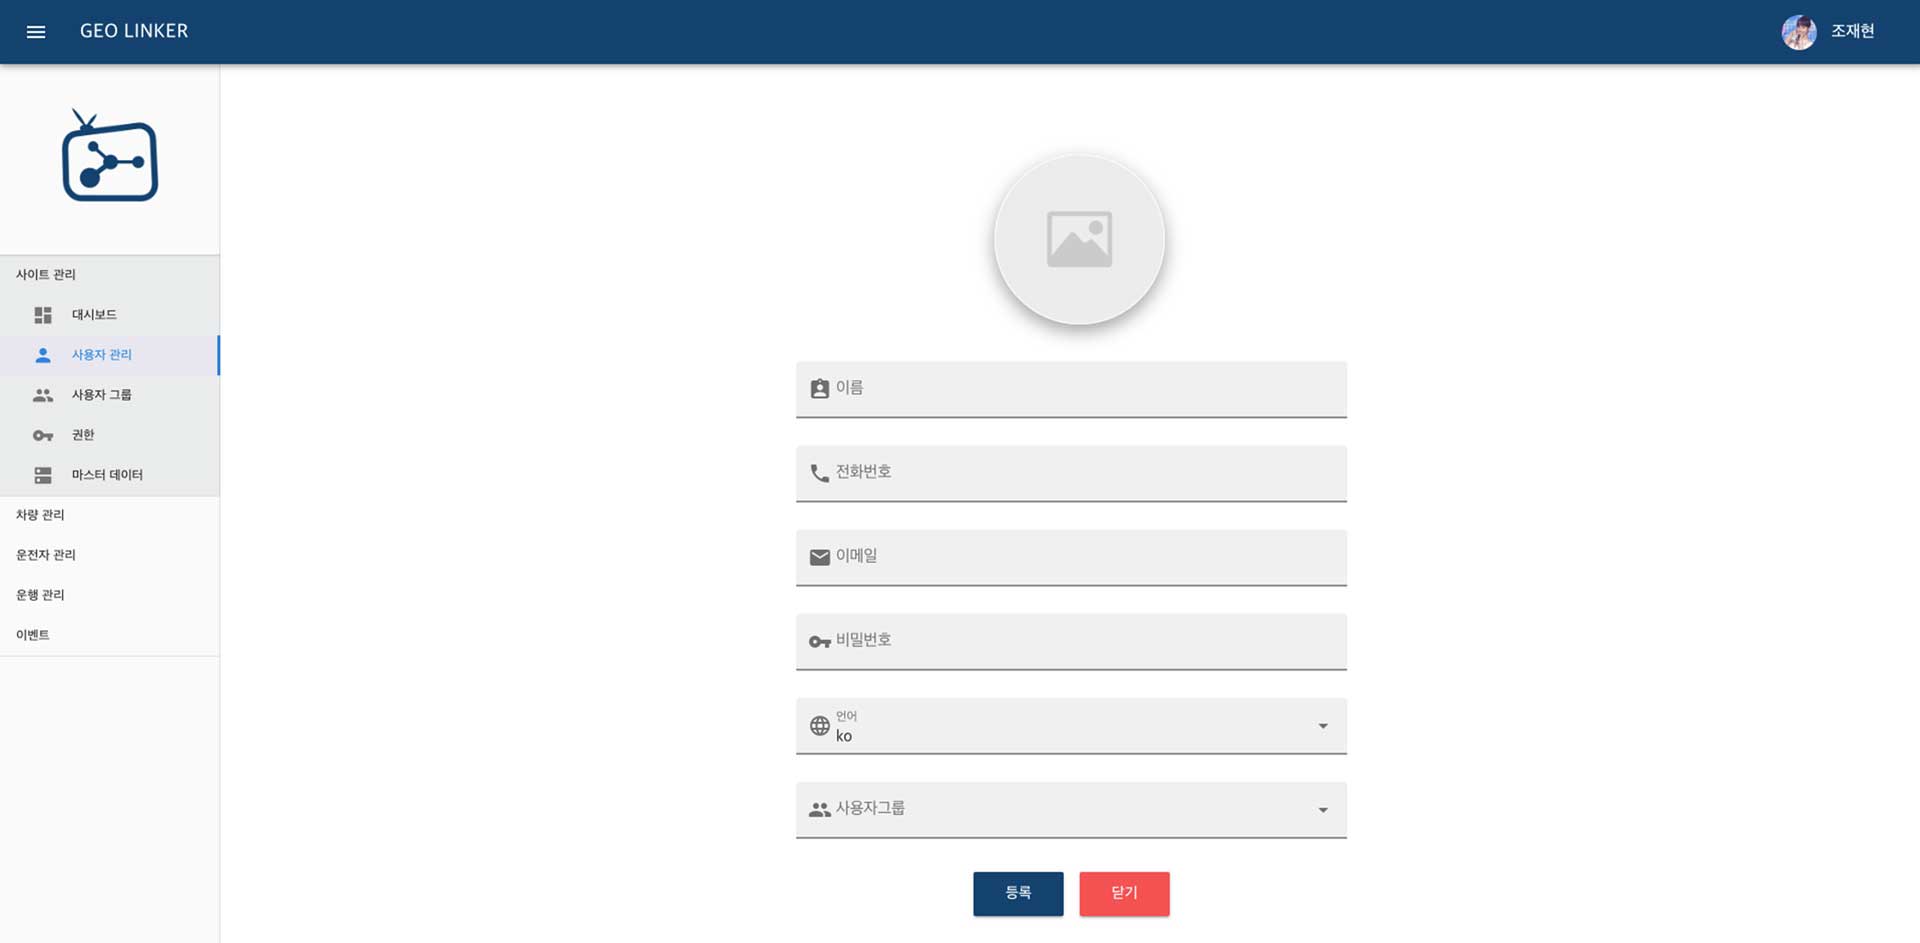 GEO LINKER
조재현
사이트 관리
대시보드
사용자 관리
사용자 그룹
권한
마스터 데이터
차량 관리
운전자 관리
운행 관리
이벤트
이름
전화번호
이메일
비밀번호
언어
ko
사용자그룹
등록
닫기